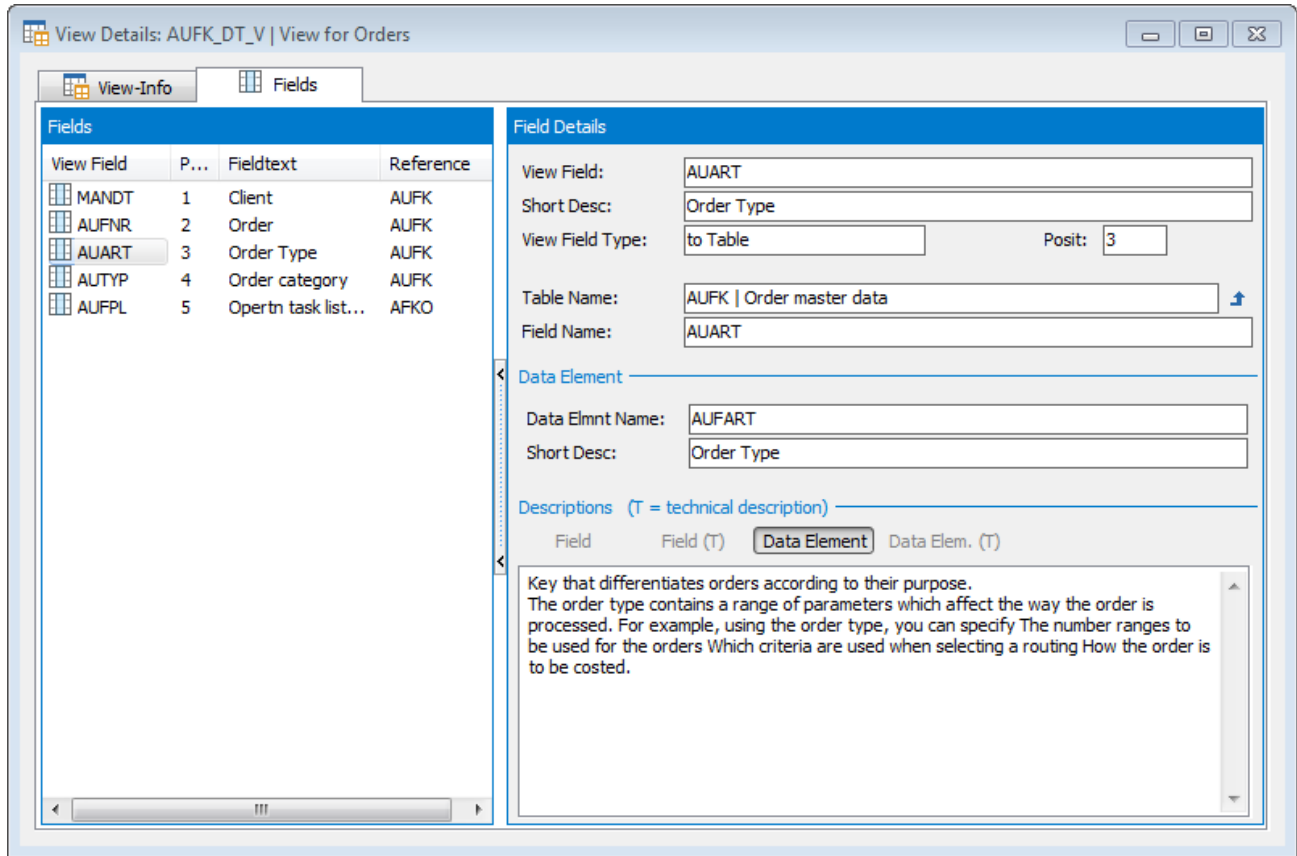 View Details: AUFK_DT_V | View for Orders
View-Info
Fields
Fields
View Field P... Fieldtext Reference
MANDT 1 Client AUFK
AUFNR 2 Order AUFK
AUART 3 Order Type AUFK
AUTYP 4 Order category AUFK
AUFPL 5 Opertn task list... AFKO
Field Details
View Field: AUART
Short Desc: Order Type
View Field Type: to Table Posit: 3
Table Name: AUFK | Order master data
Field Name: AUART
Data Element
Data Elmnt Name: AUFART
Short Desc: Order Type
Descriptions (T = technical description)
Field Field (T) Data Element Data Elem. (T)
Key that differentiates orders according to their purpose.
The order type contains a range of parameters which affect the way the order is
processed. For example, using the order type, you can specify The number ranges to
be used for the orders Which criteria are used when selecting a routing How the order is
to be costed.